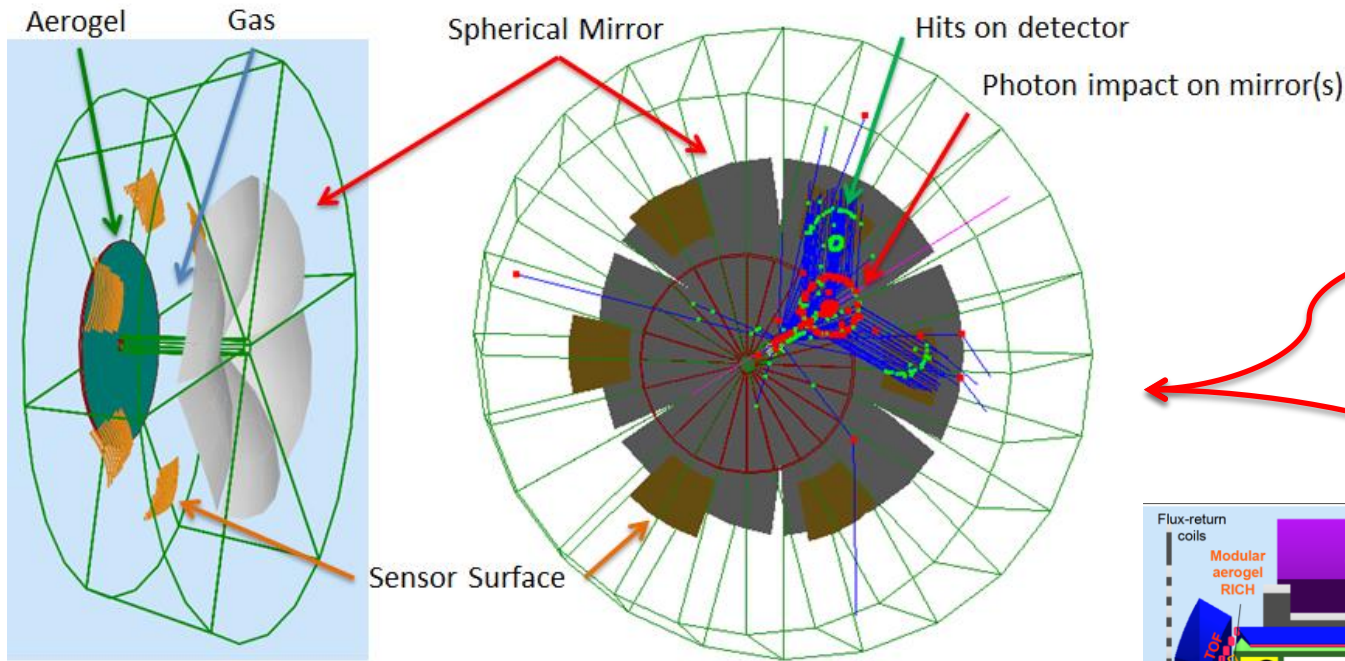 Aerogel
Gas
Spherical Mirror
Hits on detector
Photon impact on mirror(s)
Sensor Surface
Flux-return
coils
Modular
aerogel
RICH
TOF